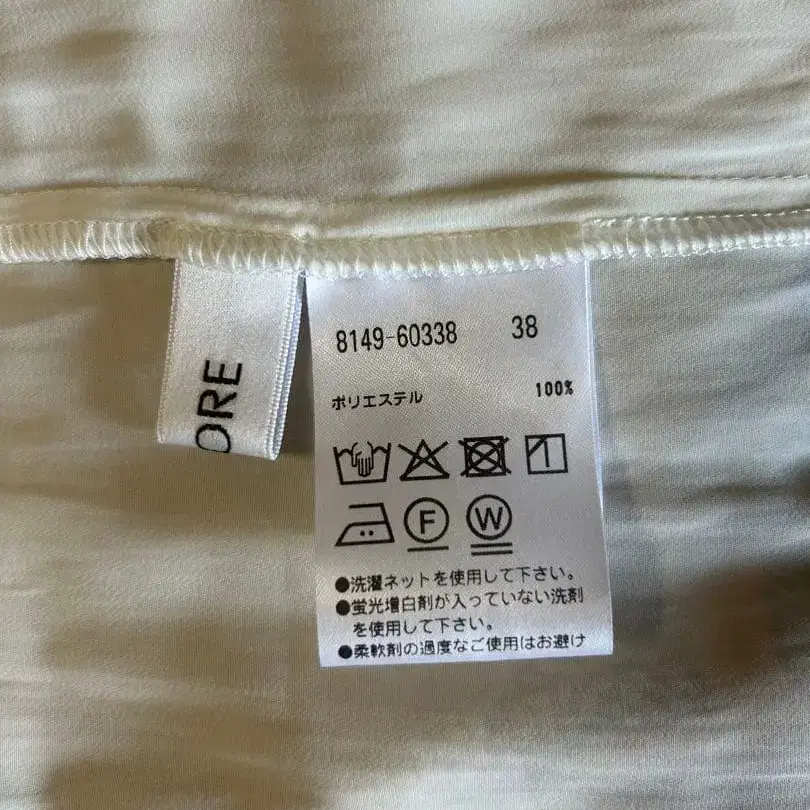 ORE
8149-60338 38
ポリエステル 100%
F W
●洗濯ネットを使用して下さい。
●蛍光増白剤が入っていない洗剤
を使用して下さい。
●柔軟剤の過度なご使用はお避け